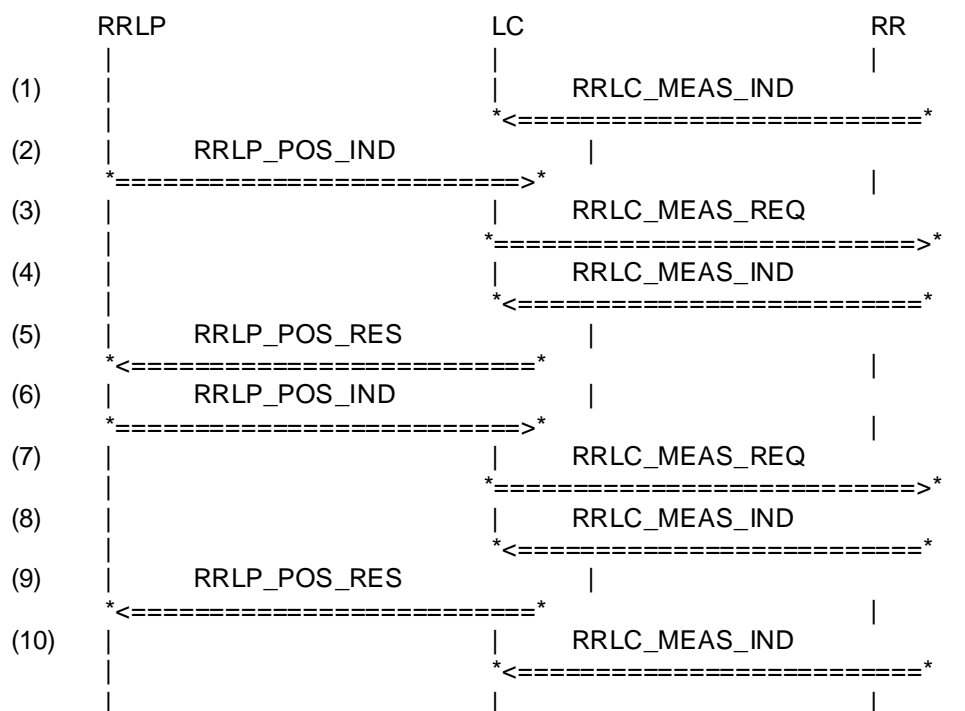 RRLP LC RR
| | |
(1) | | RRLC_MEAS_IND
| *<===========================*
(2) | RRLP_POS_IND |
*==========================>* |
(3) | | RRLC_MEAS_REQ
| *===========================>*
(4) | | RRLC_MEAS_IND
| *<===========================*
(5) | RRLP_POS_RES |
*<==========================* |
(6) | RRLP_POS_IND |
*==========================>* |
(7) | | RRLC_MEAS_REQ
| *===========================>*
(8) | | RRLC_MEAS_IND
| *<===========================*
(9) | RRLP_POS_RES |
*<==========================* |
(10) | | RRLC_MEAS_IND
| *<===========================*
| | |